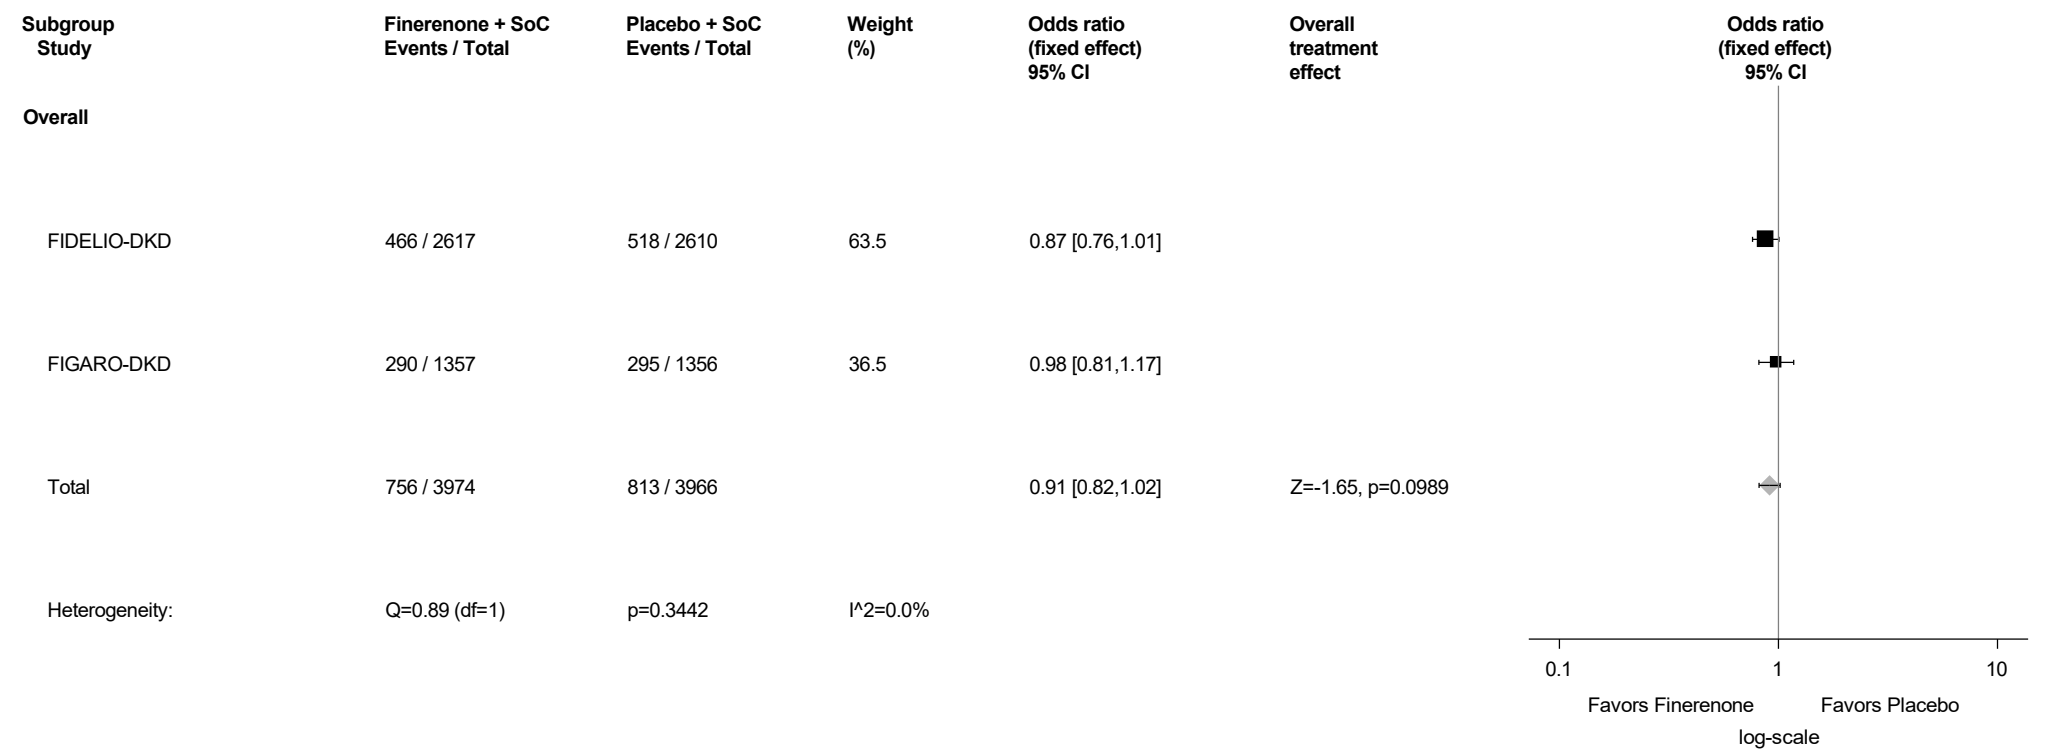 Subgroup Finerenone + SoC Placebo + SoC Weight Odds ratio Overall Odds ratio
Study Events / Total Events / Total (%) (fixed effect) treatment (fixed effect)
95% CI effect 95% CI
Overall
FIDELIO-DKD 466 / 2617 518 / 2610 63.5 0.87 [0.76,1.01]
FIGARO-DKD 290 / 1357 295 / 1356 36.5 0.98 [0.81,1.17]
Total 756 / 3974 813 / 3966 0.91 [0.82,1.02] Z=-1.65, p=0.0989
Heterogeneity: Q=0.89 (df=1) p=0.3442 I^2=0.0%
0.1 1 10
Favors Finerenone Favors Placebo
log-scale